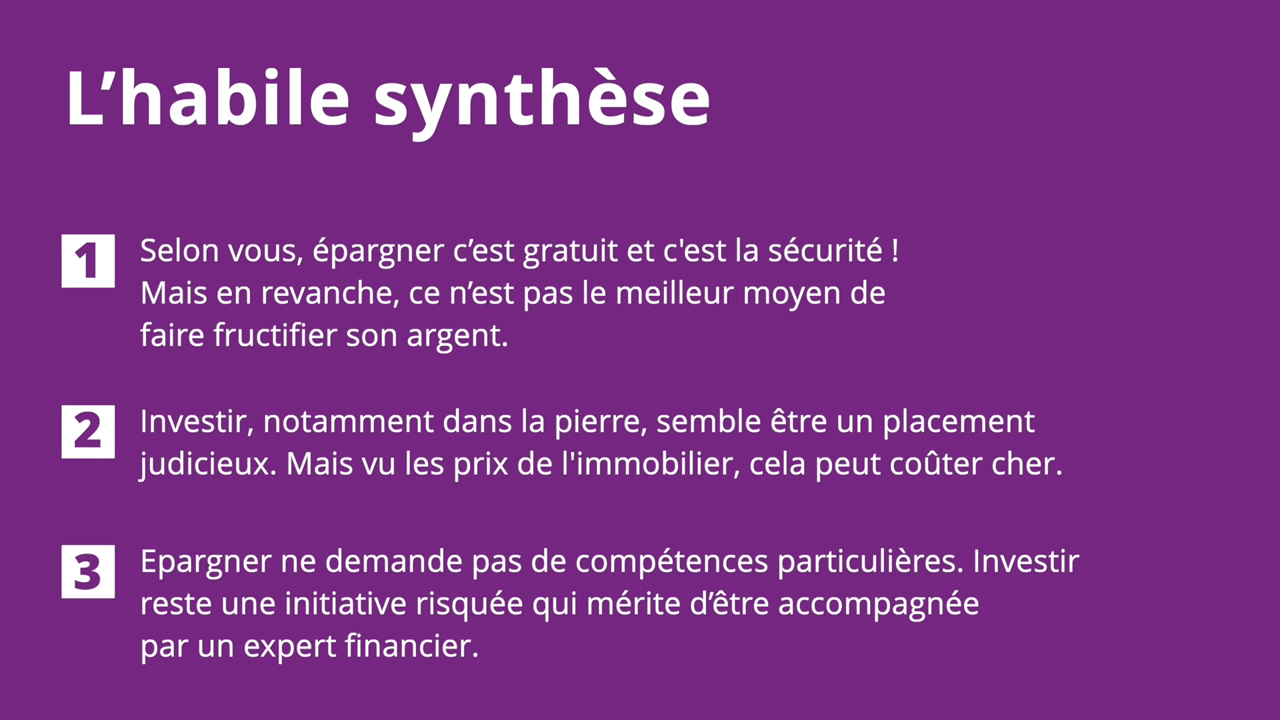 L’habile synthèse
1
Selon vous, épargner c’est gratuit et c'est la sécurité !
Mais en revanche, ce n’est pas le meilleur moyen de
faire fructifier son argent.
2
Investir, notamment dans la pierre, semble être un placement
judicieux. Mais vu les prix de l'immobilier, cela peut coûter cher.
3
Epargner ne demande pas de compétences particulières. Investir
reste une initiative risquée qui mérite d’être accompagnée
par un expert financier.